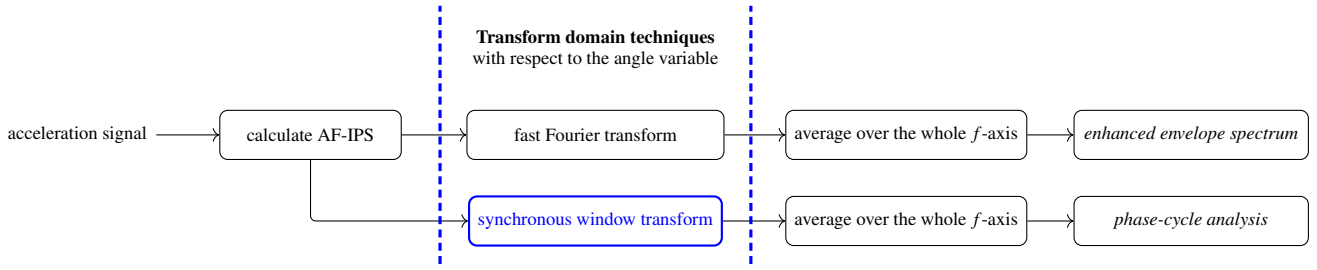 Transform domain techniques
with respect to the angle variable
acceleration signal
calculate AF-IPS
fast Fourier transform
average over the whole f-axis
enhanced envelope spectrum
synchronous window transform
average over the whole f-axis
phase-cycle analysis